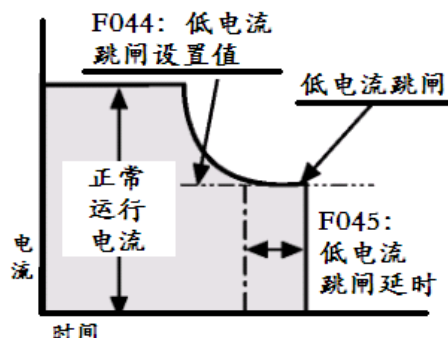 F044: 低电流
跳闸设置值
低电流跳闸
正常
运行
电流
F045:
低电流
跳闸延时
电
流
时间